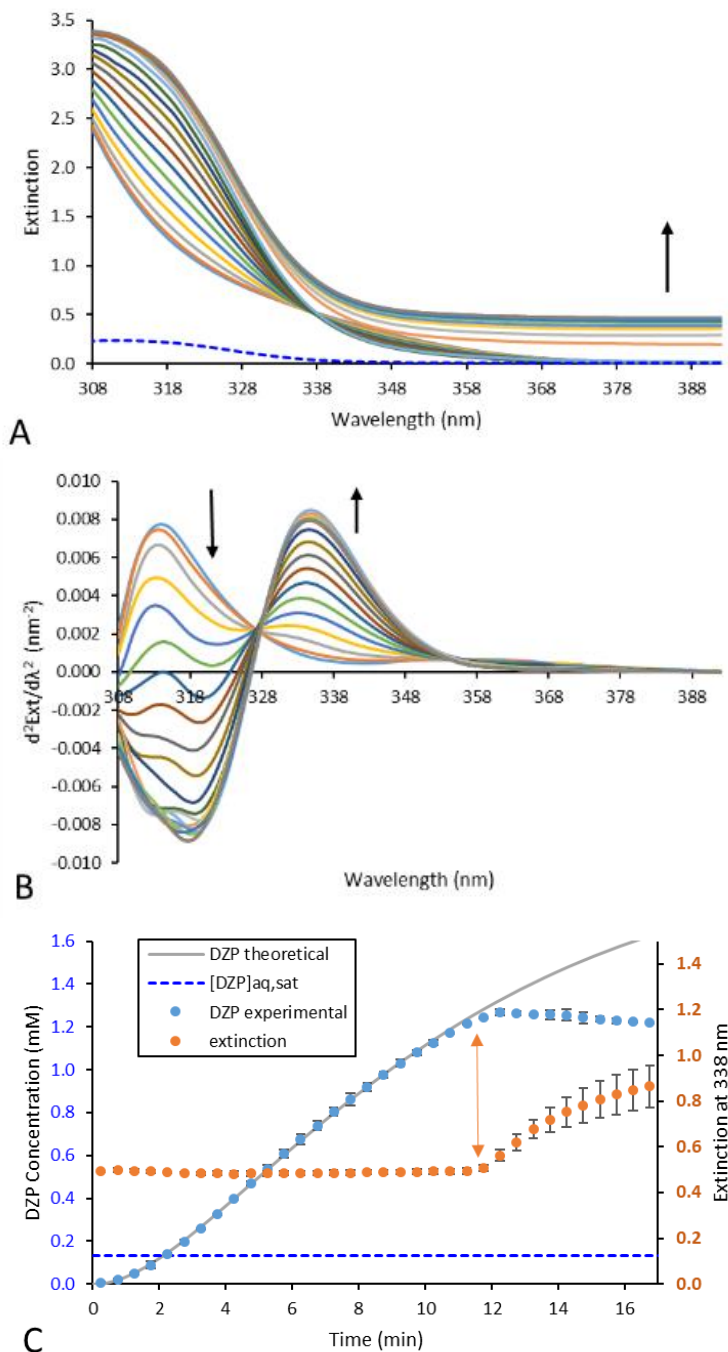 3.5
3.0
2.5
2.0
1.5
1.0
0.5
0.0
Extinction
308 318 328 338 348 358 368 378 388
Wavelength (nm)
A
0.010
0.008
0.006
0.004
0.002
0.000
-0.002
-0.004
-0.006
-0.008
-0.010
d²Ext/dλ² (nm⁻²)
308 318 328 338 348 358 368 378 388
Wavelength (nm)
B
1.6
1.4
1.2
1.0
0.8
0.6
0.4
0.2
0.0
DZP Concentration (mM)
DZP theoretical
[DZP]aq,sat
DZP experimental
extinction
1.4
1.2
1.0
0.8
0.6
0.4
0.2
0.0
Extinction at 338 nm
0 2 4 6 8 10 12 14 16
Time (min)
C